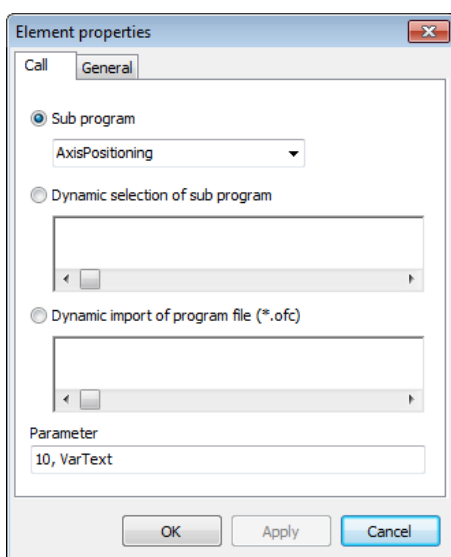 Element properties
Call General
Sub program
AxisPositioning
Dynamic selection of sub program
Dynamic import of program file (*.ofc)
Parameter
10, VarText
OK Apply Cancel